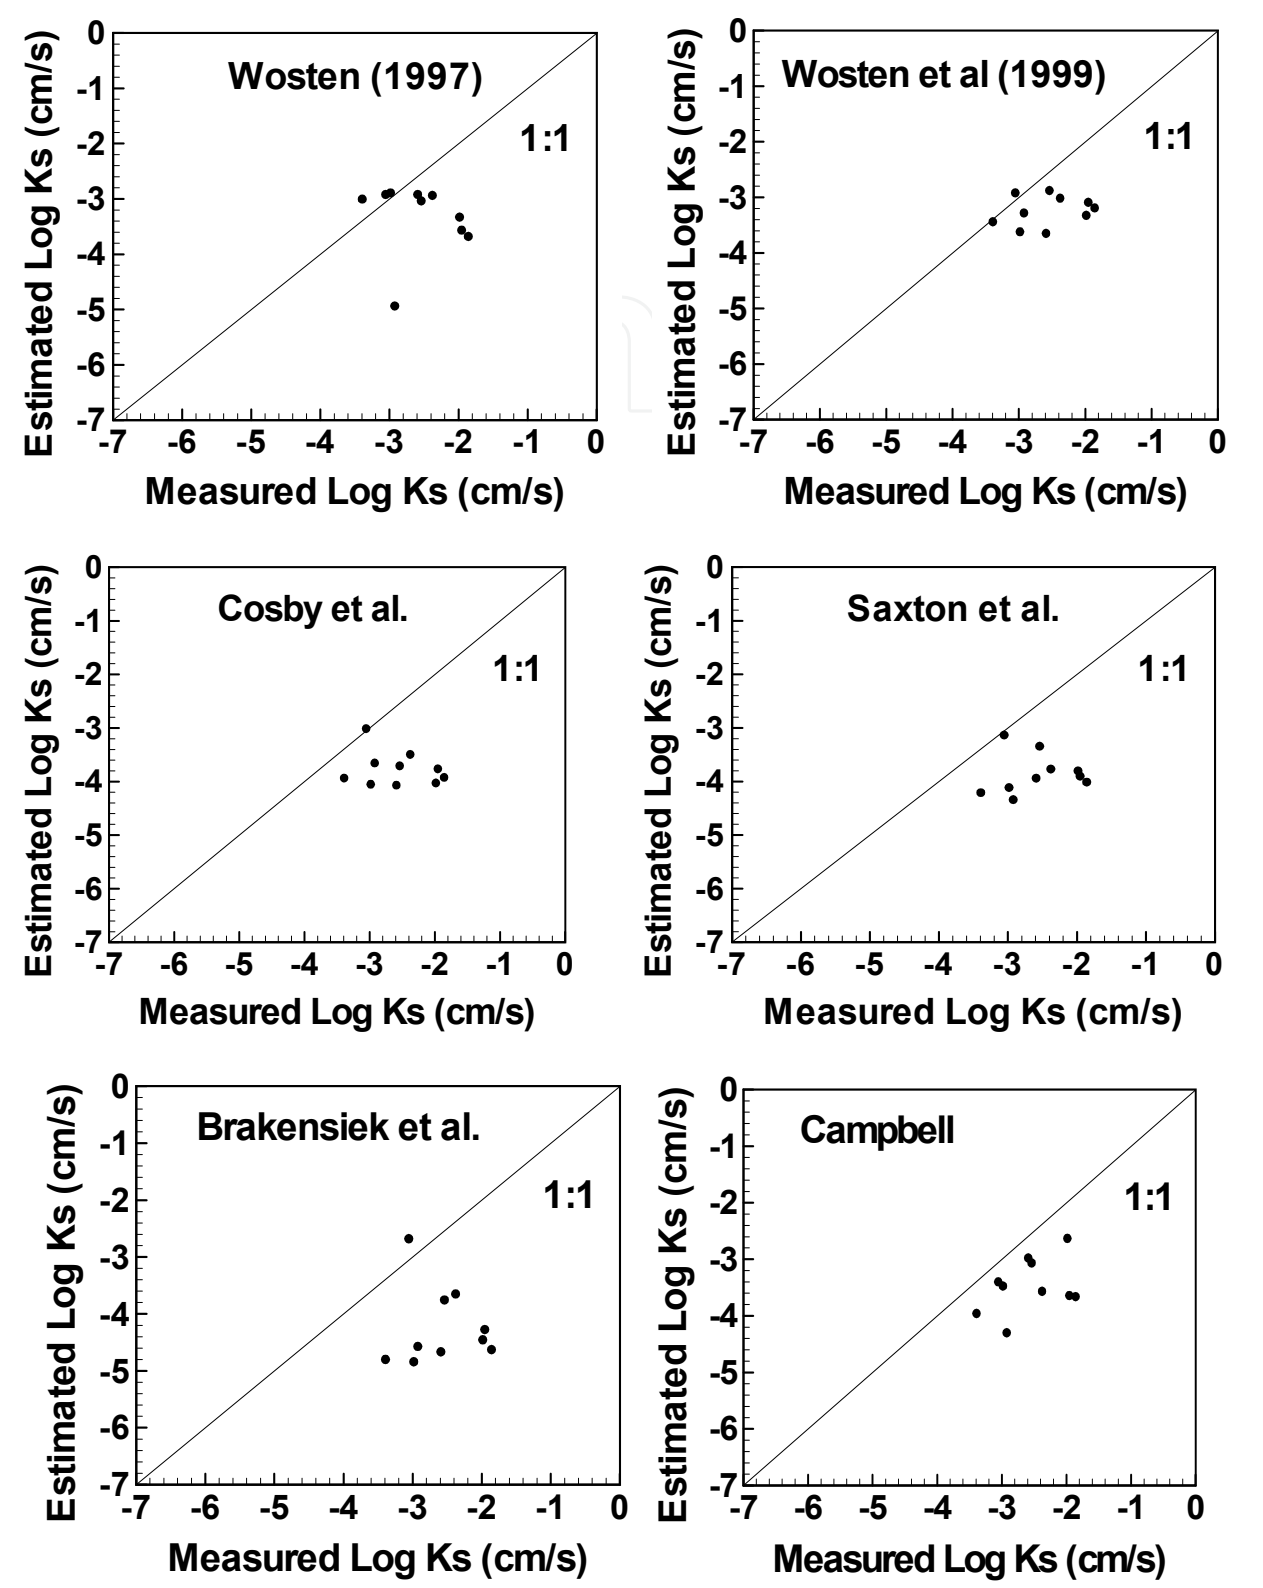 Wosten (1997)
1:1
Estimated Log Ks (cm/s)
0
-1
-2
-3
-4
-5
-6
-7
-7 -6 -5 -4 -3 -2 -1 0
Measured Log Ks (cm/s)
Wosten et al (1999)
1:1
Estimated Log Ks (cm/s)
0
-1
-2
-3
-4
-5
-6
-7
-7 -6 -5 -4 -3 -2 -1 0
Measured Log Ks (cm/s)
Cosby et al.
1:1
Estimated Log Ks (cm/s)
0
-1
-2
-3
-4
-5
-6
-7
-7 -6 -5 -4 -3 -2 -1 0
Measured Log Ks (cm/s)
Saxton et al.
1:1
Estimated Log Ks (cm/s)
0
-1
-2
-3
-4
-5
-6
-7
-7 -6 -5 -4 -3 -2 -1 0
Measured Log Ks (cm/s)
Brakensiek et al.
1:1
Estimated Log Ks (cm/s)
0
-1
-2
-3
-4
-5
-6
-7
-7 -6 -5 -4 -3 -2 -1 0
Measured Log Ks (cm/s)
Campbell
1:1
Estimated Log Ks (cm/s)
0
-1
-2
-3
-4
-5
-6
-7
-7 -6 -5 -4 -3 -2 -1 0
Measured Log Ks (cm/s)